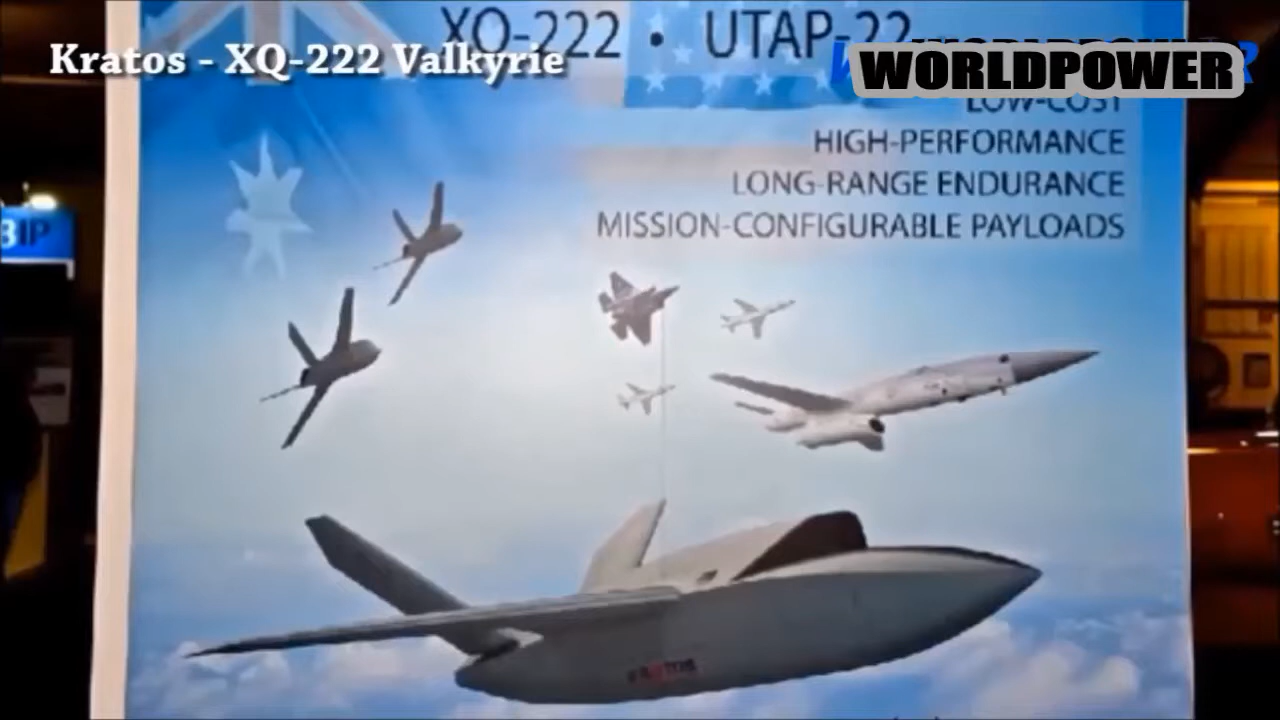 XQ-222 • UTAP-22
Kratos - XQ-222 Valkyrie
WORLDPOWER
LOW-COST
HIGH-PERFORMANCE
LONG-RANGE ENDURANCE
MISSION-CONFIGURABLE PAYLOADS
KRATOS